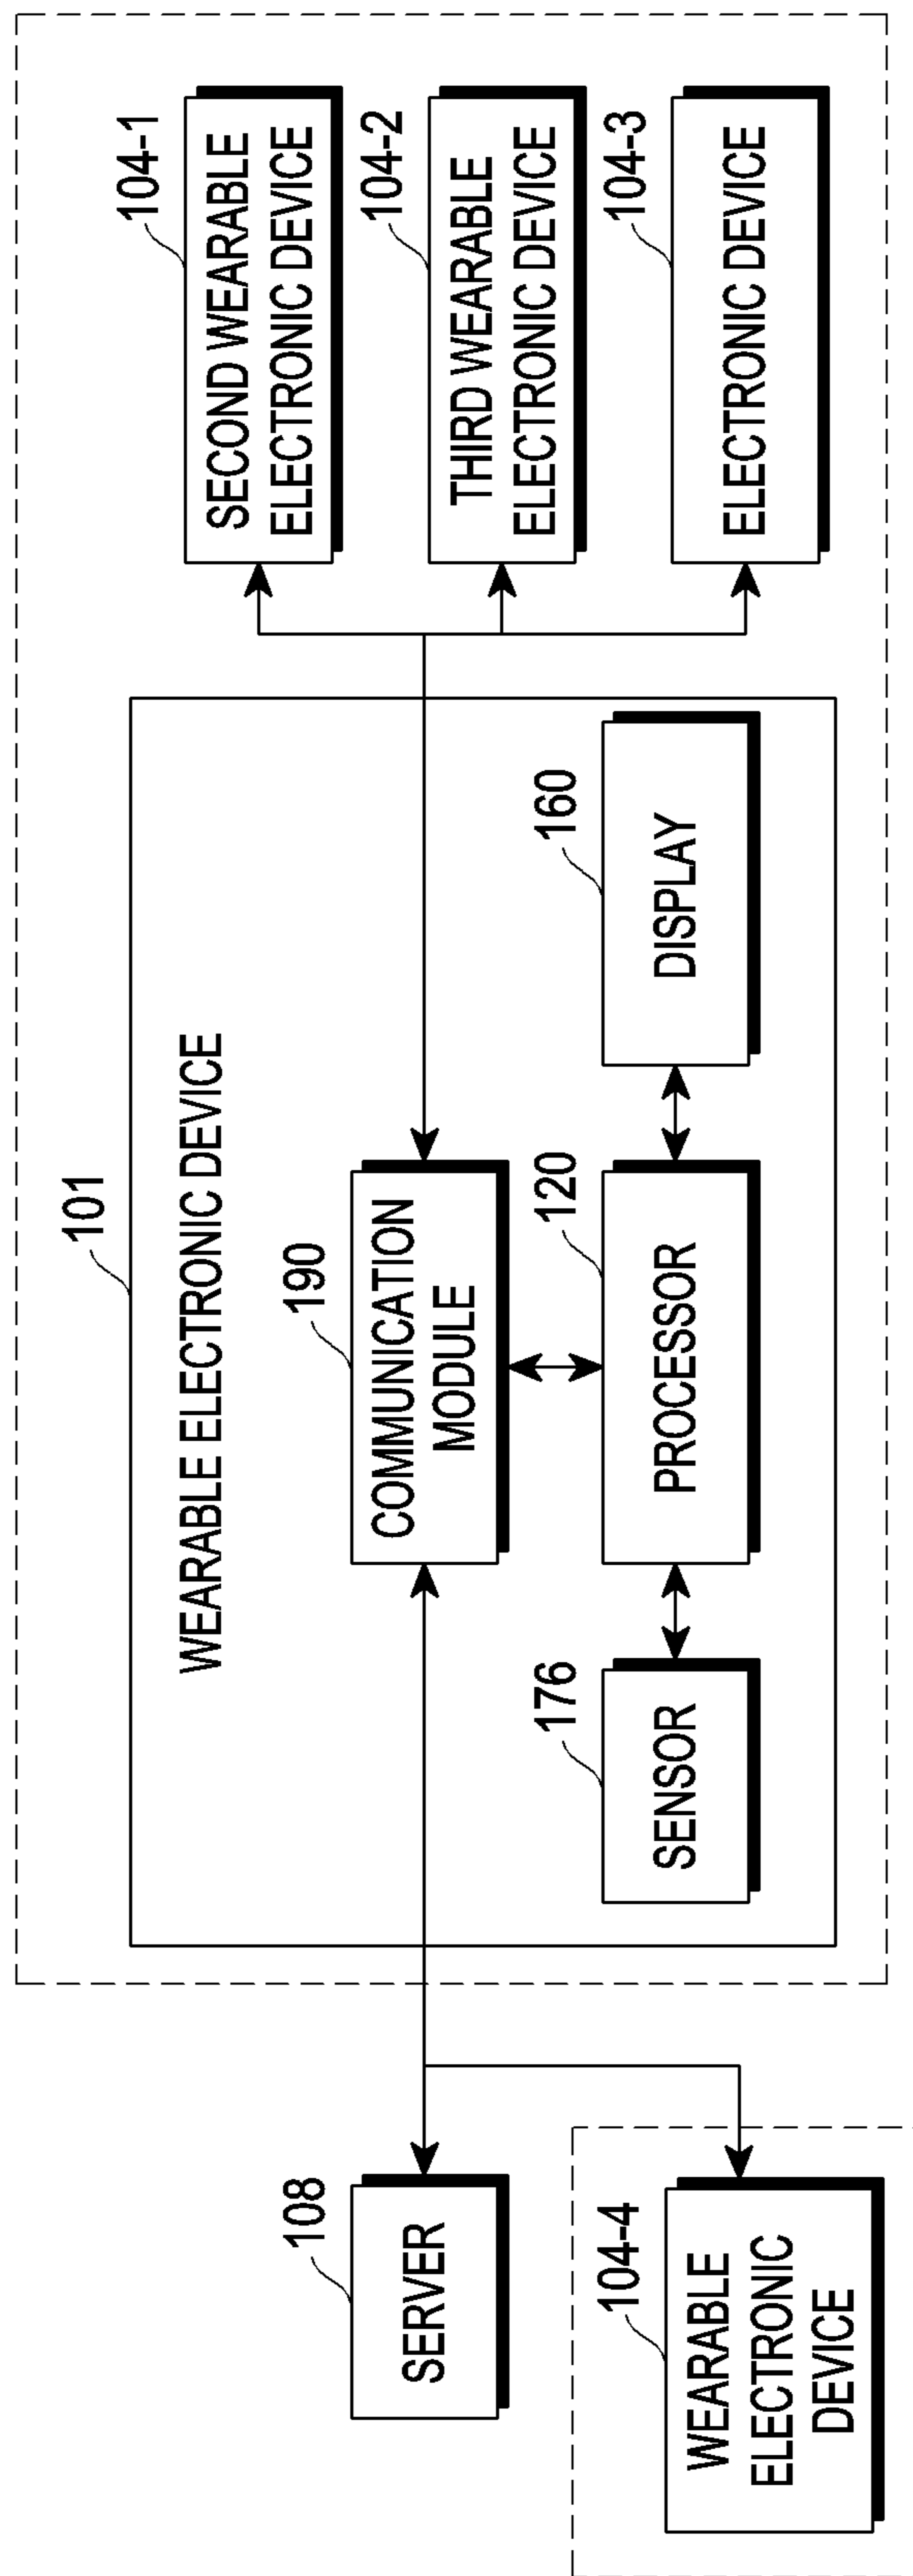 101
WEARABLE ELECTRONIC DEVICE
108
SERVER
190
COMMUNICATION
MODULE
104-1
SECOND WEARABLE
ELECTRONIC DEVICE
104-2
THIRD WEARABLE
ELECTRONIC DEVICE
104-3
ELECTRONIC DEVICE
176
SENSOR
120
PROCESSOR
160
DISPLAY
104-4
WEARABLE
ELECTRONIC
DEVICE